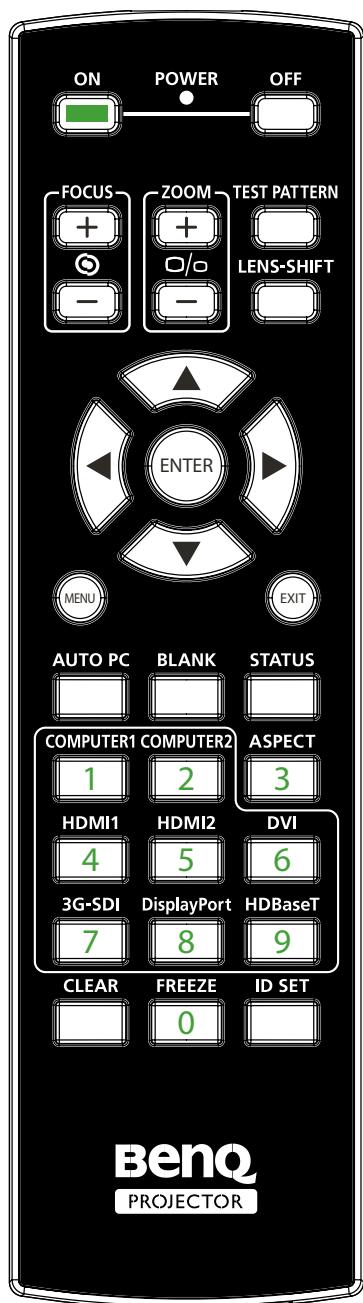 ON POWER OFF
FOCUS ZOOM TEST PATTERN
+ +
LENS-SHIFT
− −
ENTER
MENU EXIT
AUTO PC BLANK STATUS
COMPUTER1 COMPUTER2 ASPECT
1 2 3
HDMI1 HDMI2 DVI
4 5 6
3G-SDI DisplayPort HDBaseT
7 8 9
CLEAR FREEZE ID SET
0
BenQ
PROJECTOR